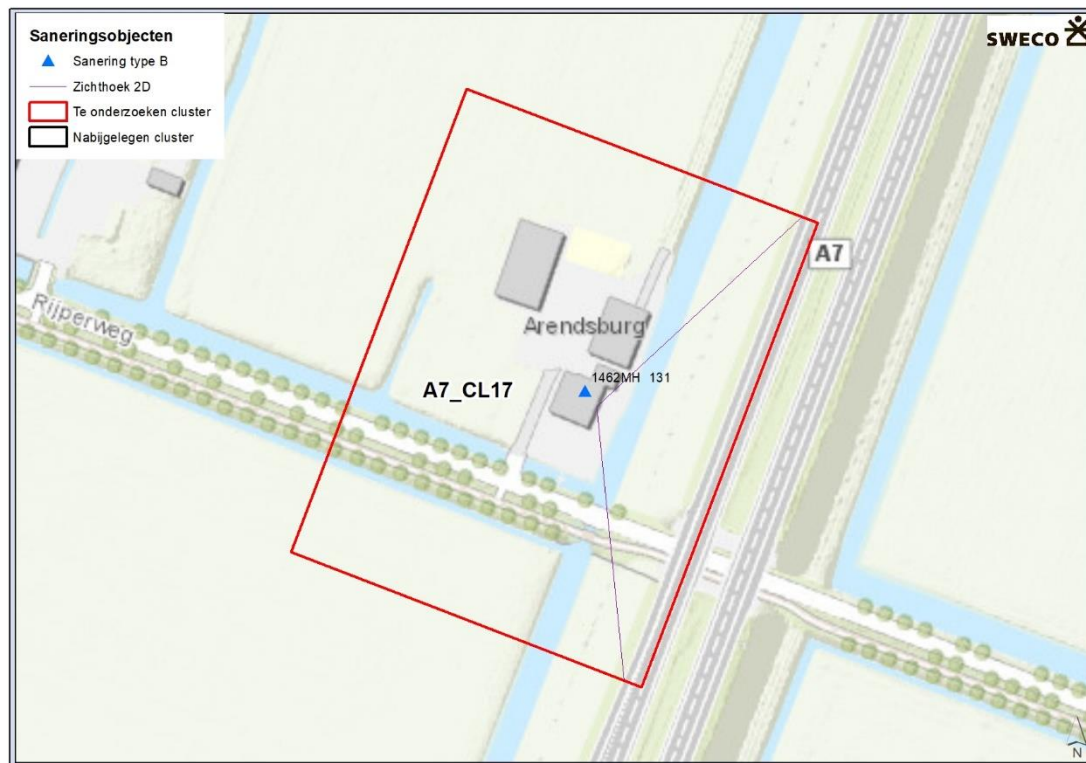 Saneringsobjecten
Sanering type B
Zichthoek 2D
Te onderzoeken cluster
Nabijgelegen cluster
SWECO
A7
Rijperweg
Arendsburg
1462MH 131
A7_CL17
N